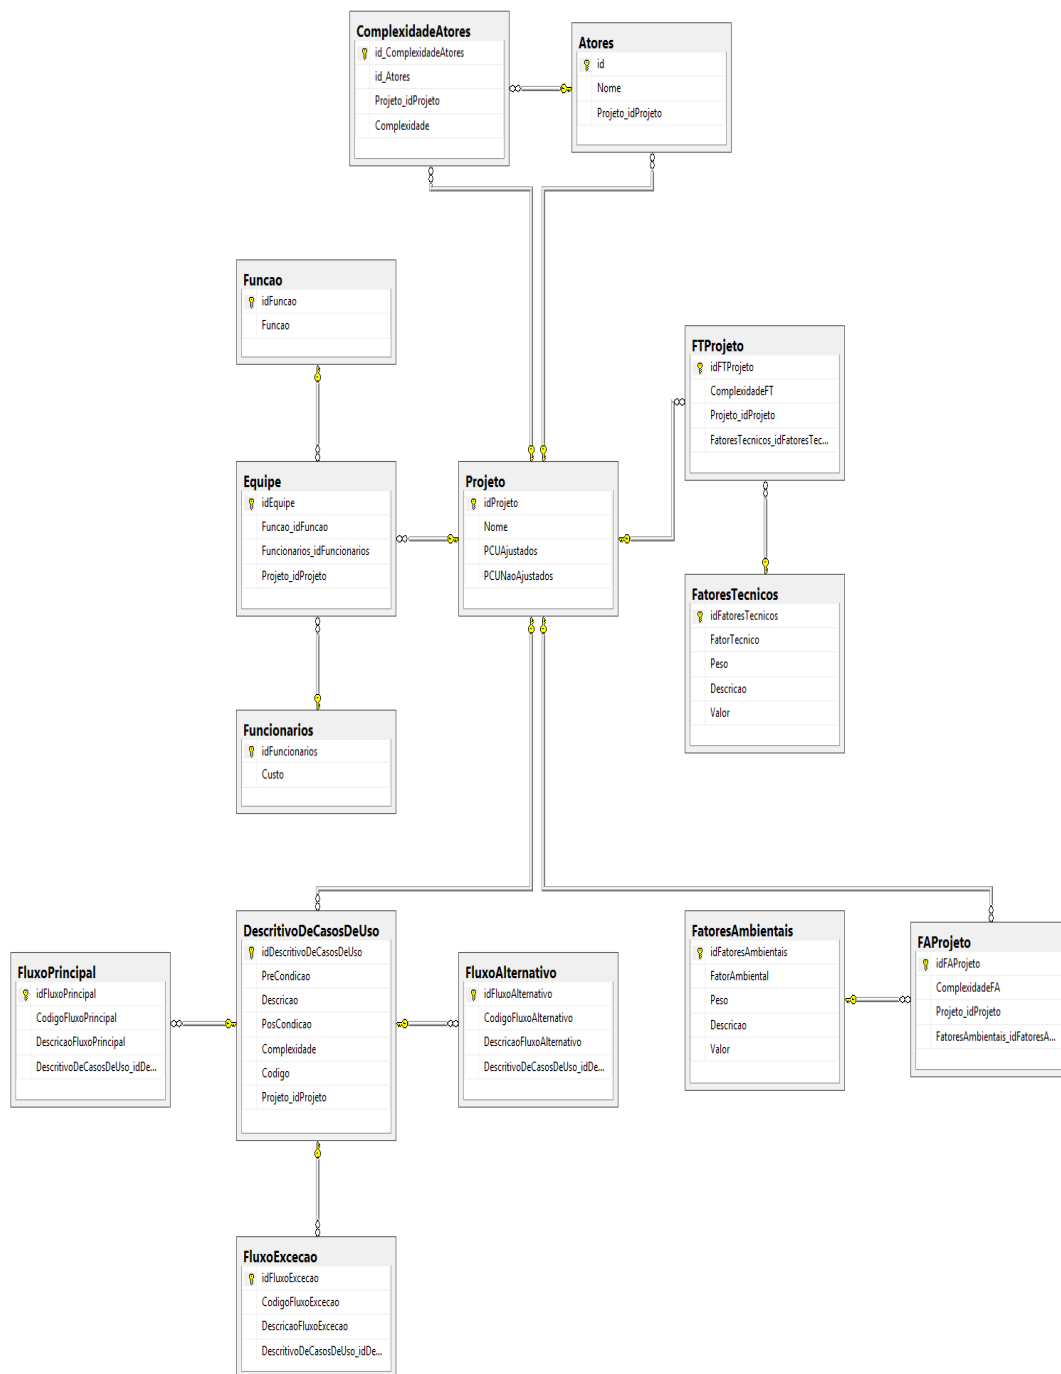 ComplexidadeAtores
id_ComplexidadeAtores
id_Atores
Projeto_idProjeto
Complexidade
Atores
id
Nome
Projeto_idProjeto
Funcao
idFuncao
Funcao
FTProjeto
idFTProjeto
ComplexidadeFT
Projeto_idProjeto
FatoresTecnicos_idFatoresTec...
Equipe
idEquipe
Funcao_idFuncao
Funcionarios_idFuncionarios
Projeto_idProjeto
Projeto
idProjeto
Nome
PCUAjustados
PCUNaoAjustados
FatoresTecnicos
idFatoresTecnicos
FatorTecnico
Peso
Descricao
Valor
Funcionarios
idFuncionarios
Custo
DescritivoDeCasosDeUso
idDescritivoDeCasosDeUso
PreCondicao
Descricao
PosCondicao
Complexidade
Codigo
Projeto_idProjeto
FluxoPrincipal
idFluxoPrincipal
CodigoFluxoPrincipal
DescricaoFluxoPrincipal
DescritivoDeCasosDeUso_idDe...
FluxoAlternativo
idFluxoAlternativo
CodigoFluxoAlternativo
DescricaoFluxoAlternativo
DescritivoDeCasosDeUso_idDe...
FatoresAmbientais
idFatoresAmbientais
FatorAmbiental
Peso
Descricao
Valor
FAProjeto
idFAProjeto
ComplexidadeFA
Projeto_idProjeto
FatoresAmbientais_idFatoresA...
FluxoExcecao
idFluxoExcecao
CodigoFluxoExcecao
DescricaoFluxoExcecao
DescritivoDeCasosDeUso_idDe...